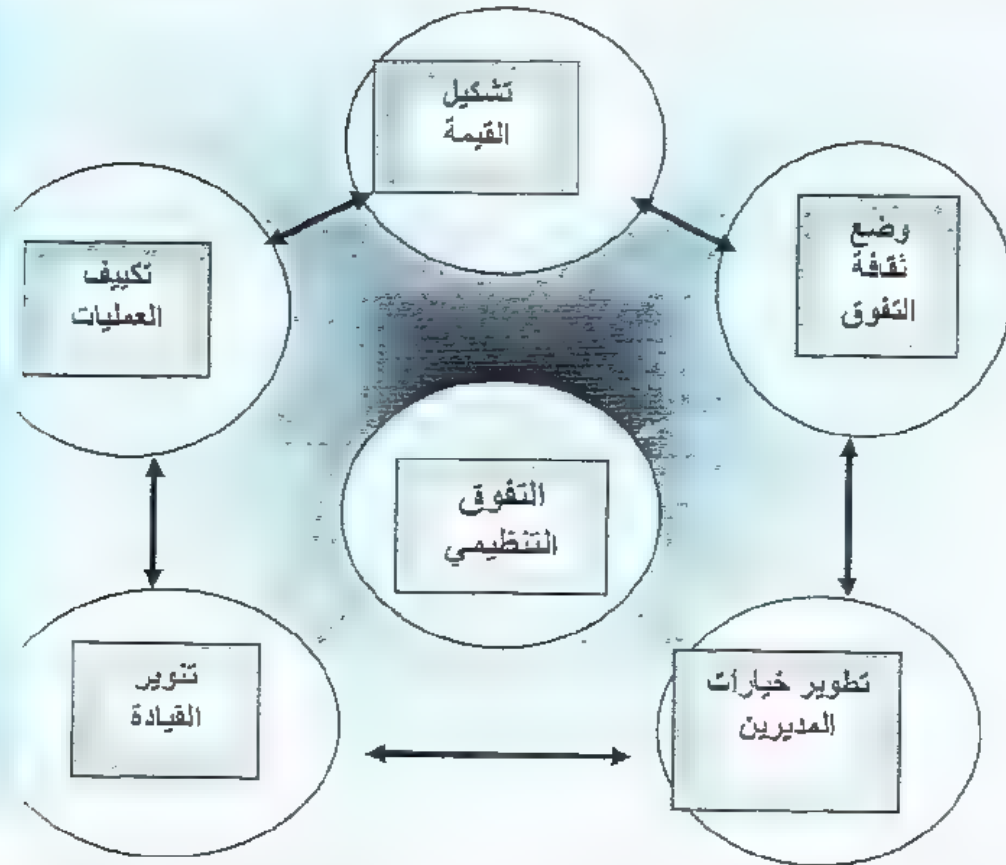 تشكيل
القيمة
وضع
ثقافة
التفوق
تكييف
العمليات
التفوق
التنظيمي
تطوير خيارات
المديرين
تنوير
القيادة